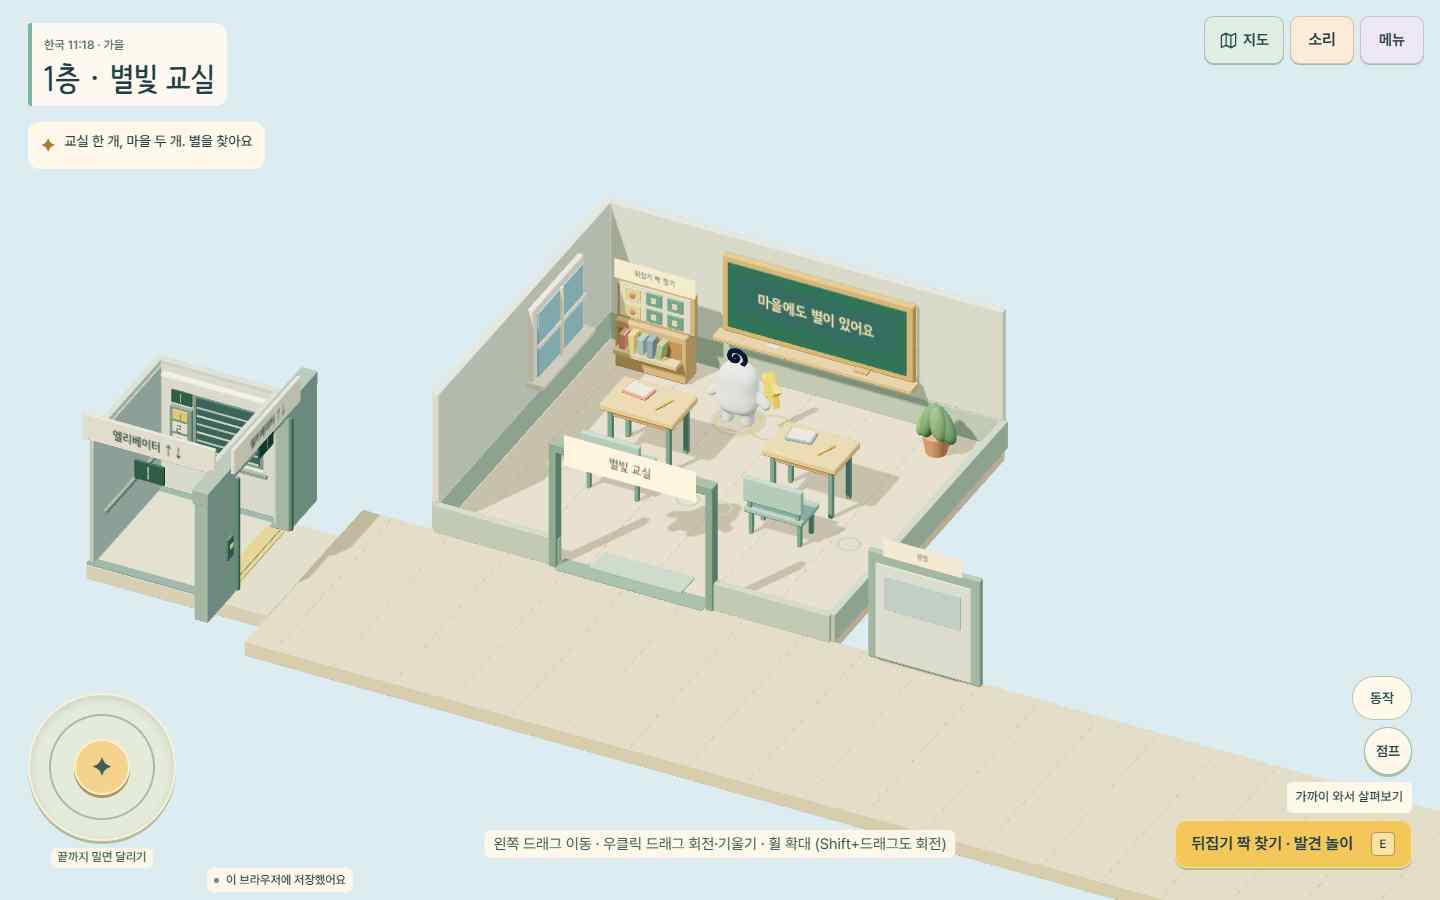 한국 11:18 · 가을
1층 · 별빛 교실
교실 한 개, 마을 두 개. 별을 찾아요
지도
소리
메뉴
뒤집기 짝 찾기
마을에도 별이 있어요
엘리베이터 ↑↓
별빛 교실
동작
점프
가까이 와서 살펴보기
뒤집기 짝 찾기 · 발견 놀이 E
왼쪽 드래그 이동 · 우클릭 드래그 회전·기울기 · 휠 확대 (Shift+드래그도 회전)
끝까지 밀면 달리기
이 브라우저에 저장했어요